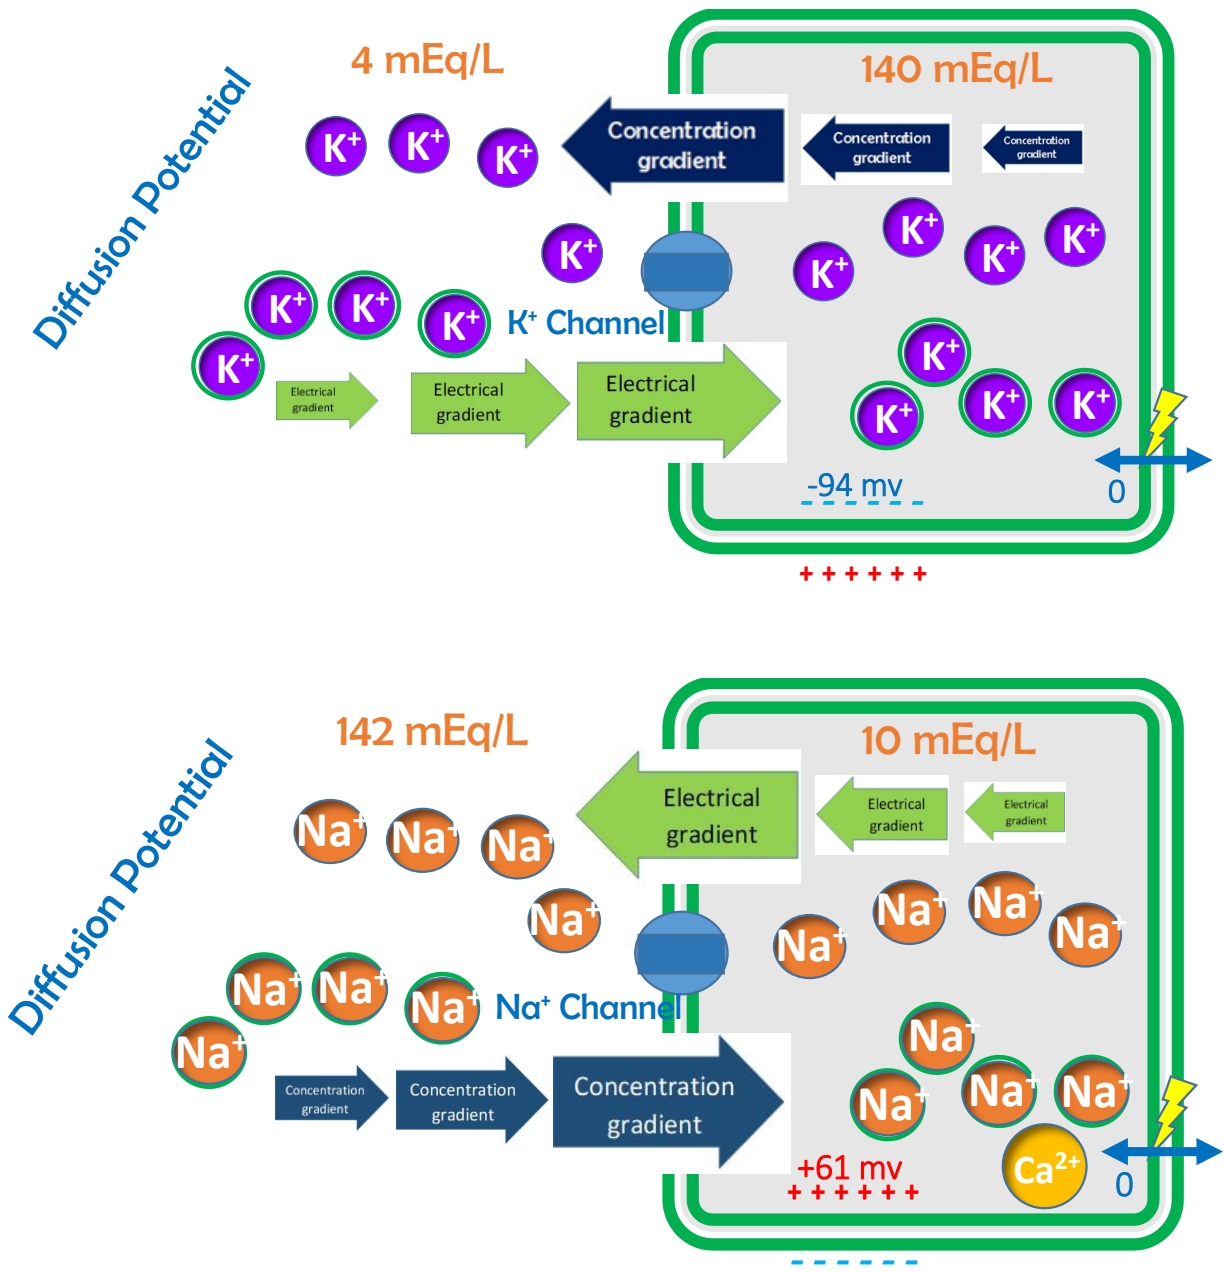 Diffusion Potential
4 mEq/L
140 mEq/L
Concentration
gradient
Concentration
gradient
Concentration
gradient
K⁺
K⁺
K⁺
K⁺
K⁺
K⁺
K⁺
K⁺
K⁺
K⁺
K⁺
K⁺
K⁺ Channel
K⁺
K⁺
K⁺
K⁺
Electrical
gradient
Electrical
gradient
Electrical
gradient
-94 mv
- - - - - -
0
+ + + + + +
Diffusion Potential
142 mEq/L
10 mEq/L
Electrical
gradient
Electrical
gradient
Electrical
gradient
Na⁺
Na⁺
Na⁺
Na⁺
Na⁺
Na⁺
Na⁺
Na⁺
Na⁺
Na⁺
Na⁺
Na⁺
Na⁺ Channel
Na⁺
Na⁺
Na⁺
Na⁺
Concentration
gradient
Concentration
gradient
Concentration
gradient
Ca²⁺
+61 mv
+ + + + + +
0
- - - - - -